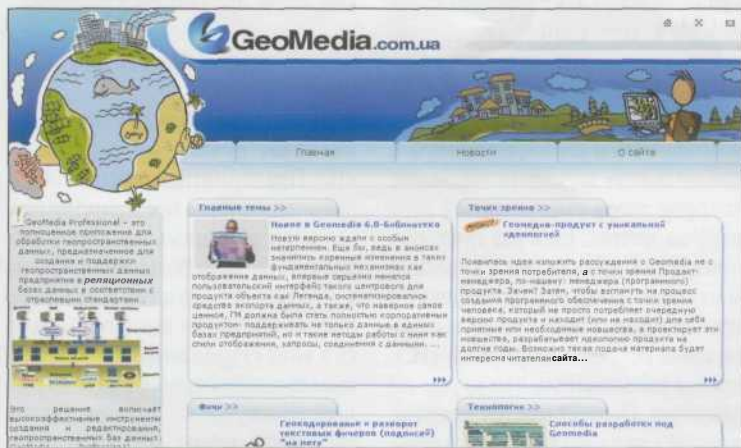 GeoMedia.com.ua
Главная
Новости
О сайте
GeoMedia Professional – это
полноценное приложение для
обработки геопространственных
данных, предназначенное для
создания и поддержки
геопространственных данных
предприятия в реляционных
базах данных в соответствии с
отраслевыми стандартами.
Это решение включает
высокоэффективные инструменты
создания и редактирования
геопространственных баз данных
Главные темы >>
Новое в Geomedia 6.0-Библиотека
Новую версию ждали с особым
нетерпением. Еще бы, ведь в анонсах
значились коренные изменения в таких
фундаментальных механизмах как
отображение данных, впервые серьезно менялся
пользовательский интерфейс такого центрального для
продукта объекта как Легенда, систематизировались
средства экспорта данных, а также, что наверное самое
ценное, ГМ должна была стать полностью корпоративным
продуктом: поддерживать не только данные в единых
базах предприятий, но и такие методы работы с ними как
стили отображения, запросы, соединения с данными. ...
Точка зрения >>
Геомедиа-продукт с уникальной
идеологией
Появилась идея изложить рассуждения о Geomedia не с
точки зрения потребителя, а с точки зрения Продакт-
менеджера, по-нашему: менеджера (программного)
продукта. Зачем? Затем, чтобы взглянуть на процесс
создания программного обеспечения с точки зрения
человека, который не просто потребляет очередную
версию продукта и находит (или не находит) для себя
приятные или необходимые новшества, а проектирует эти
новшества, разрабатывает идеологию продукта на
долгие годы. Возможно такая подача материала будет
интересна читателям сайта...
Фичи >>
Геокодирование и разворот
текстовых фичеров (подписей)
"на лету"
Технологии >>
Способы разработки под
Geomedia